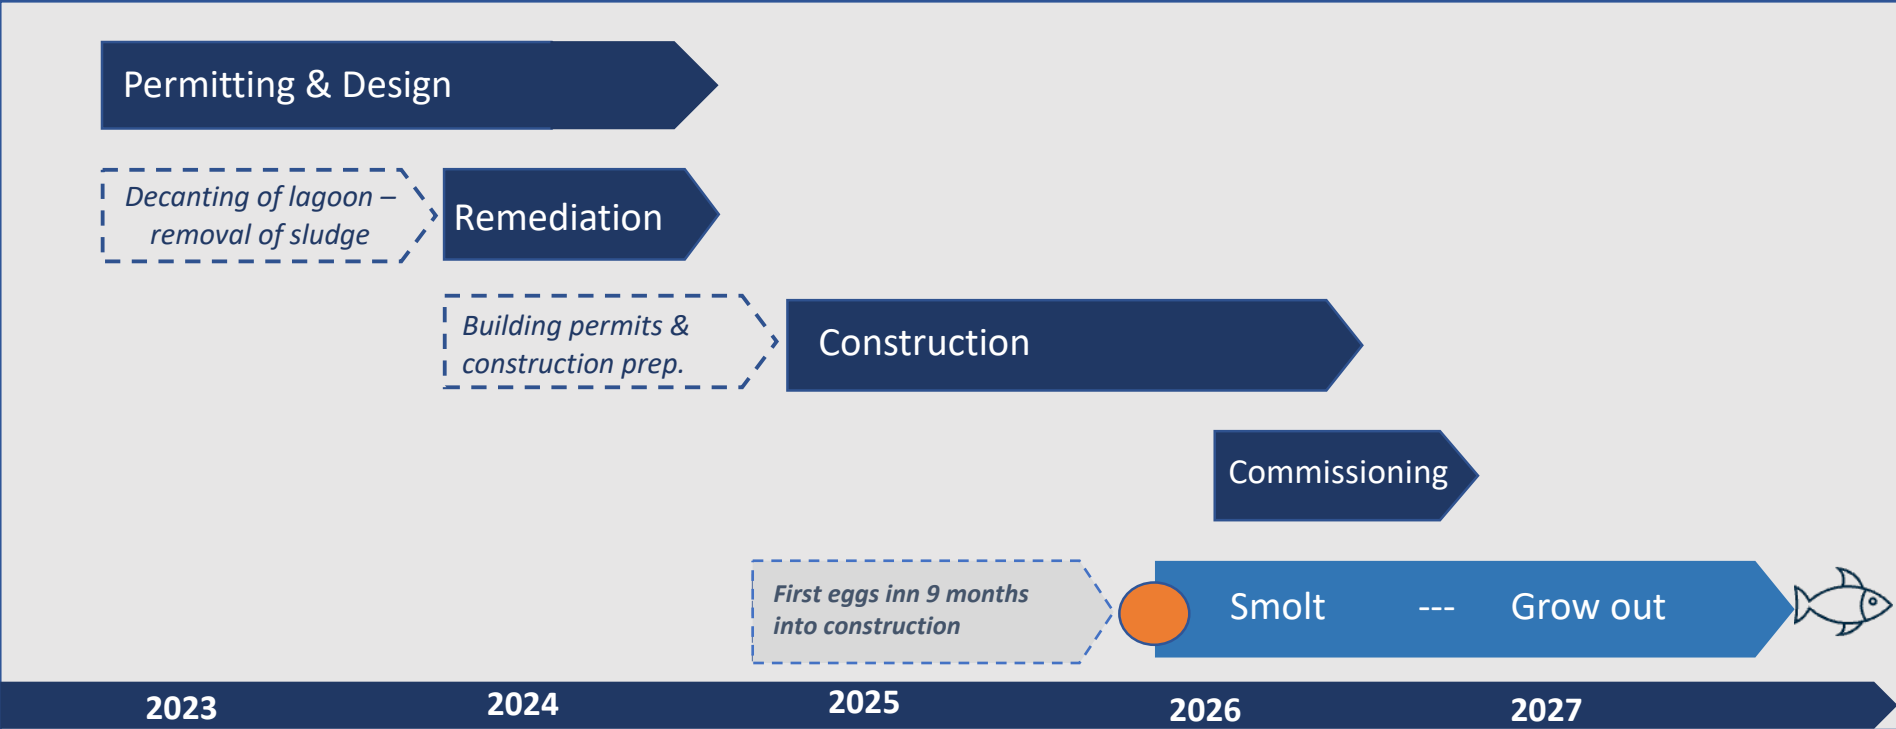 Permitting & Design
Decanting of lagoon –
removal of sludge
Remediation
Building permits &
construction prep.
Construction
Commissioning
First eggs inn 9 months
into construction
Smolt --- Grow out
2023 2024 2025 2026 2027